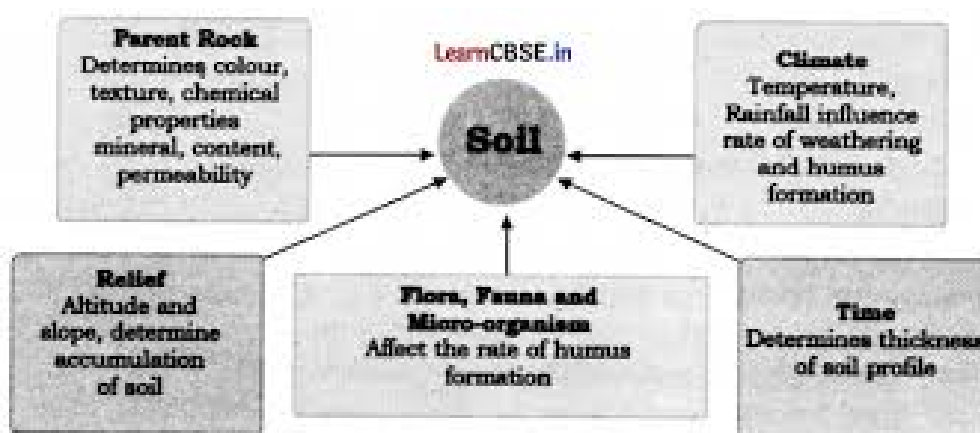 Parent Rock
Determines colour,
texture, chemical
properties
mineral, content,
permeability
LearnCBSE.in
Soil
Climate
Temperature,
Rainfall influence
rate of weathering
and humus
formation
Relief
Altitude and
slope, determine
accumulation
of soil
Flora, Fauna and
Micro-organism
Affect the rate of humus
formation
Time
Determines thickness
of soil profile